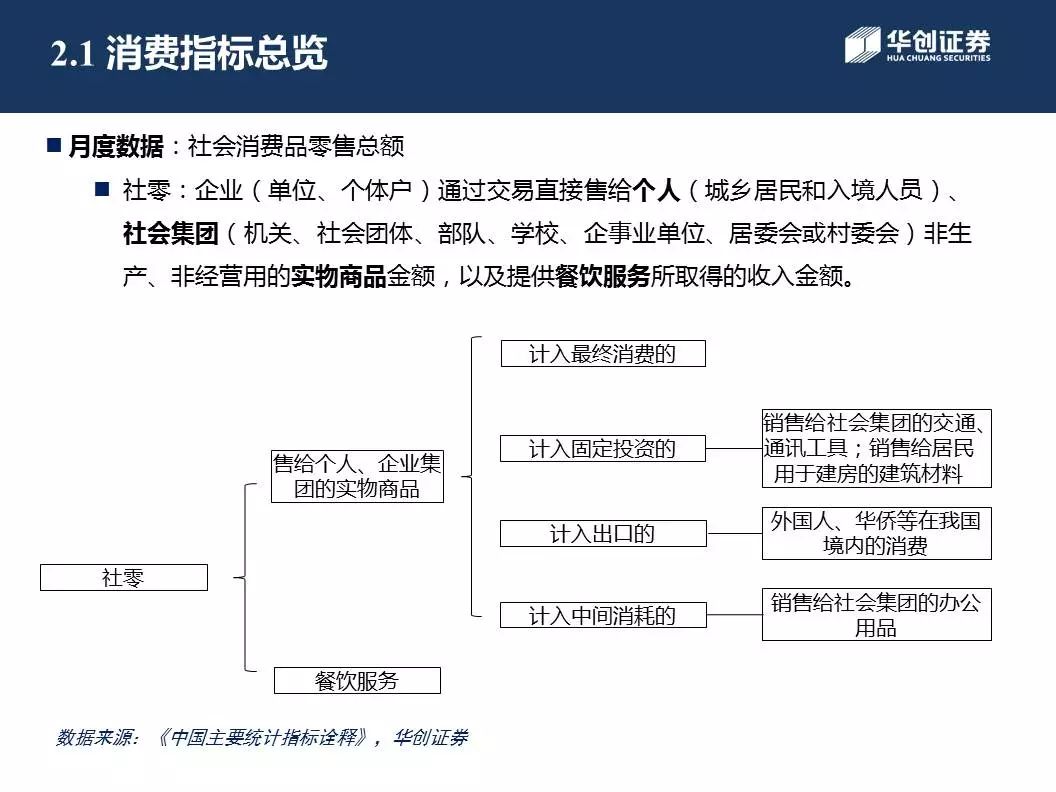 2.1 消费指标总览
华创证券
HUA CHUANG SECURITIES
月度数据：社会消费品零售总额
社零：企业（单位、个体户）通过交易直接售给个人（城乡居民和入境人员）、
社会集团（机关、社会团体、部队、学校、企事业单位、居委会或村委会）非生
产、非经营用的实物商品金额，以及提供餐饮服务所取得的收入金额。
社零
售给个人、企业集
团的实物商品
餐饮服务
计入最终消费的
计入固定投资的
销售给社会集团的交通、
通讯工具；销售给居民
用于建房的建筑材料
计入出口的
外国人、华侨等在我国
境内的消费
计入中间消耗的
销售给社会集团的办公
用品
数据来源：《中国主要统计指标诠释》，华创证券